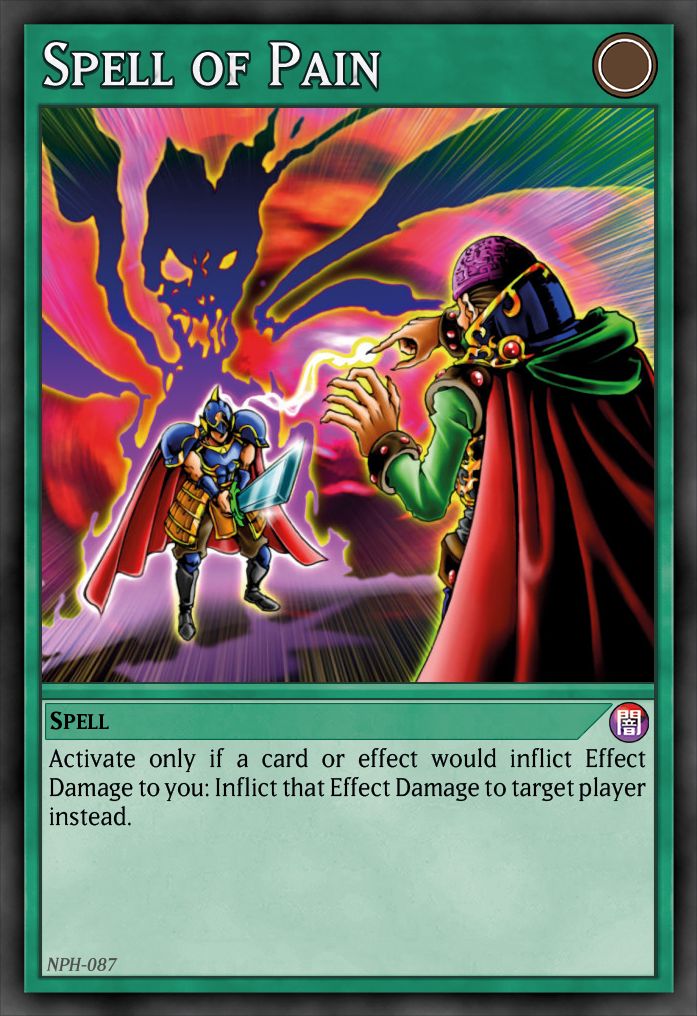 Spell of Pain
Spell
闇
Activate only if a card or effect would inflict Effect
Damage to you: Inflict that Effect Damage to target player
instead.
NPH-087